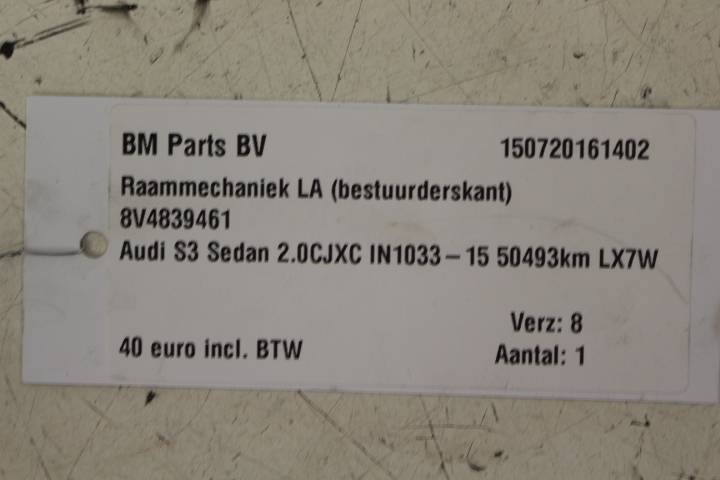 BM Parts BV 150720161402
Raammechaniek LA (bestuurderskant)
8V4839461
Audi S3 Sedan 2.0CJXC IN1033-15 50493km LX7W
Verz: 8
40 euro incl. BTW Aantal: 1